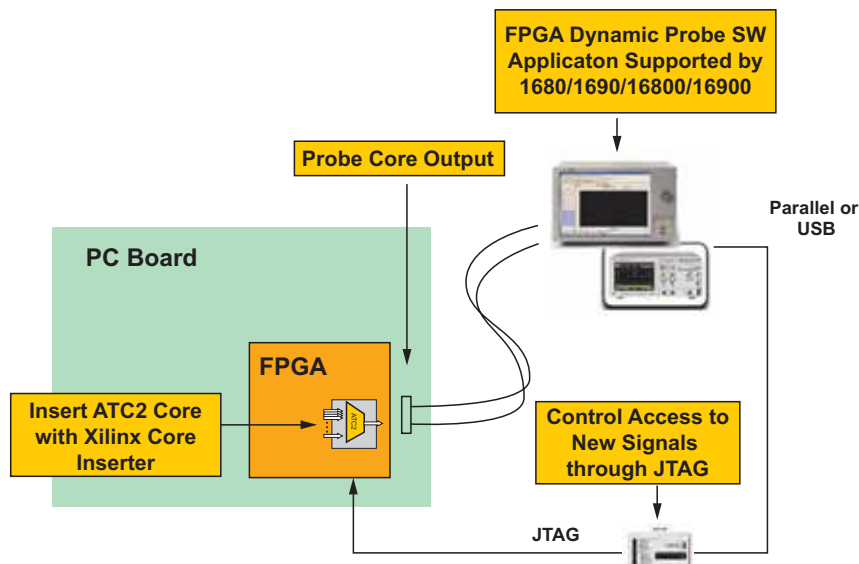 FPGA Dynamic Probe SW
Applicaton Supported by
1680/1690/16800/16900
Probe Core Output
Parallel or
USB
PC Board
FPGA
ATC2
Insert ATC2 Core
with Xilinx Core
Inserter
Control Access to
New Signals
through JTAG
JTAG